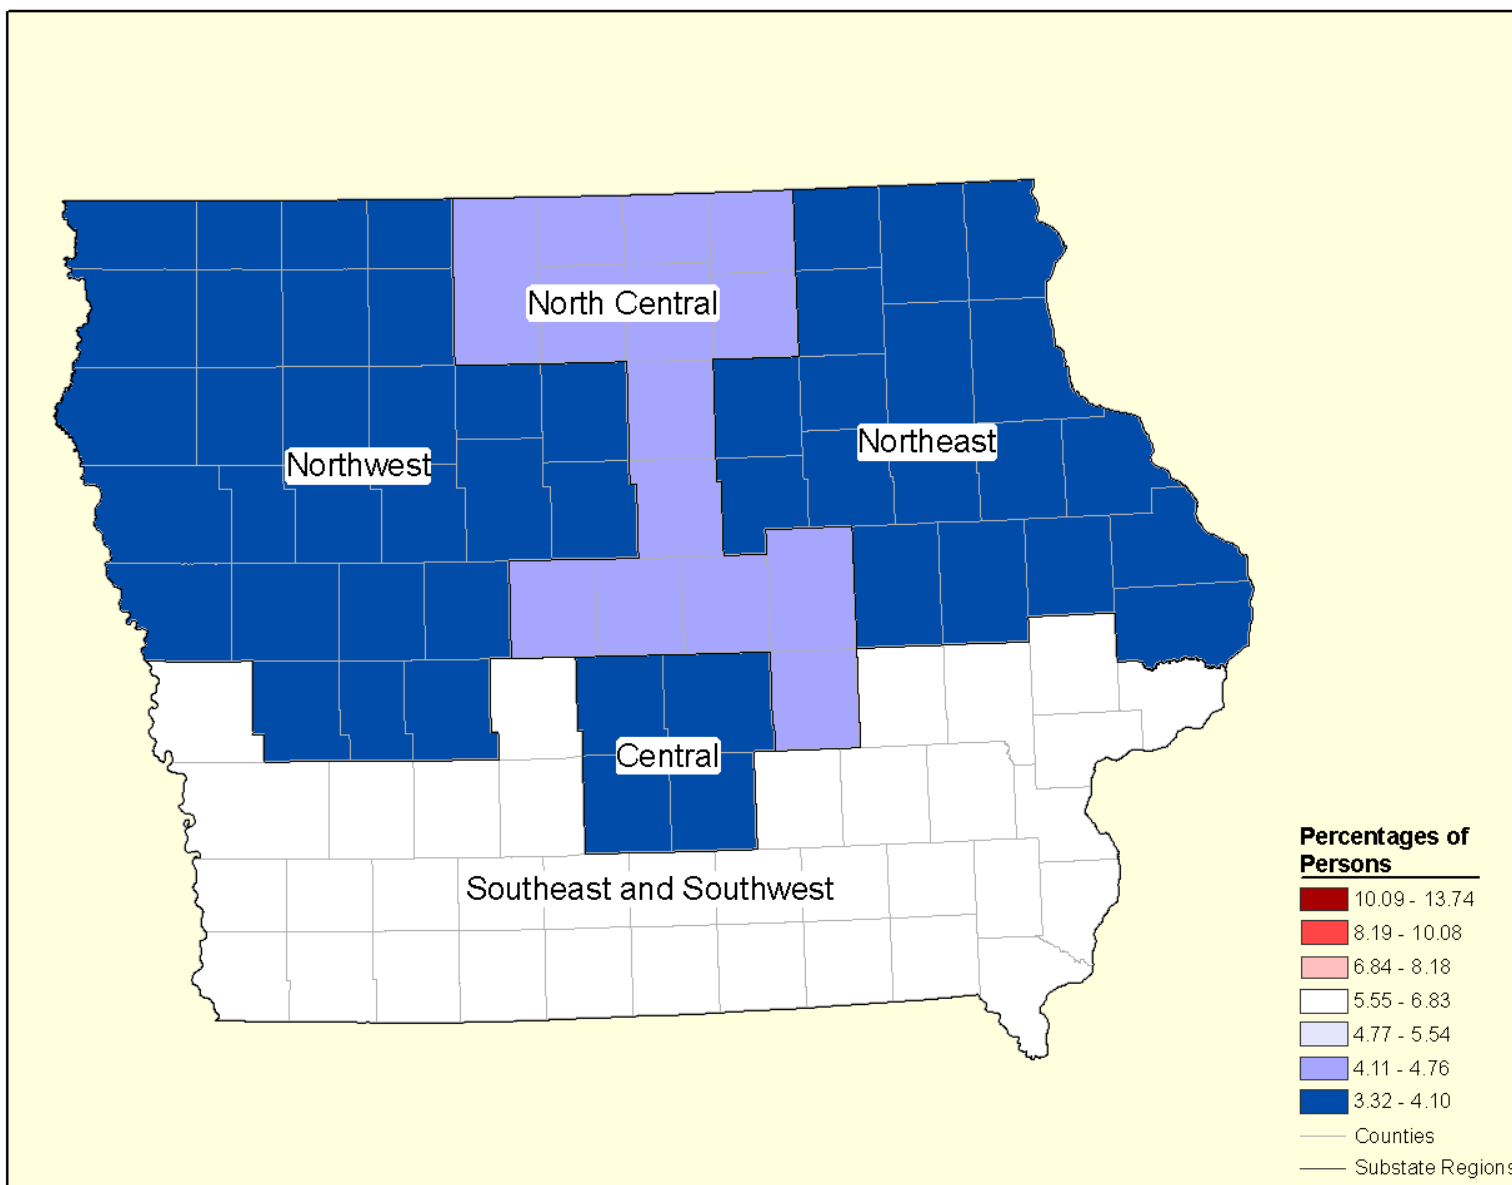 North Central
Northeast
Northwest
Central
Southeast and Southwest
Percentages of
Persons
10.09 - 13.74
8.19 - 10.08
6.84 - 8.18
5.55 - 6.83
4.77 - 5.54
4.11 - 4.76
3.32 - 4.10
Counties
Substate Regions